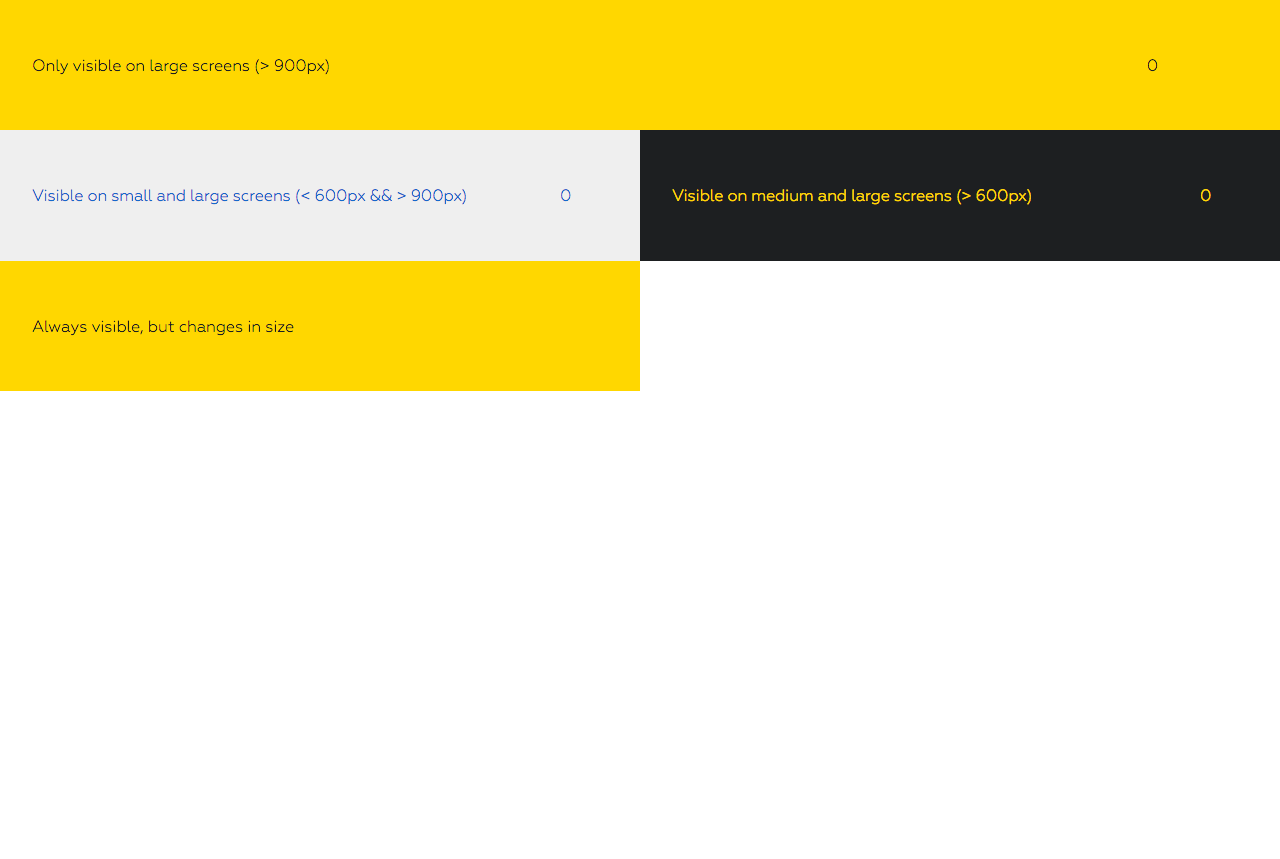 Only visible on large screens (> 900px) 0
Visible on small and large screens (< 600px && > 900px) 0
Visible on medium and large screens (> 600px) 0
Always visible, but changes in size